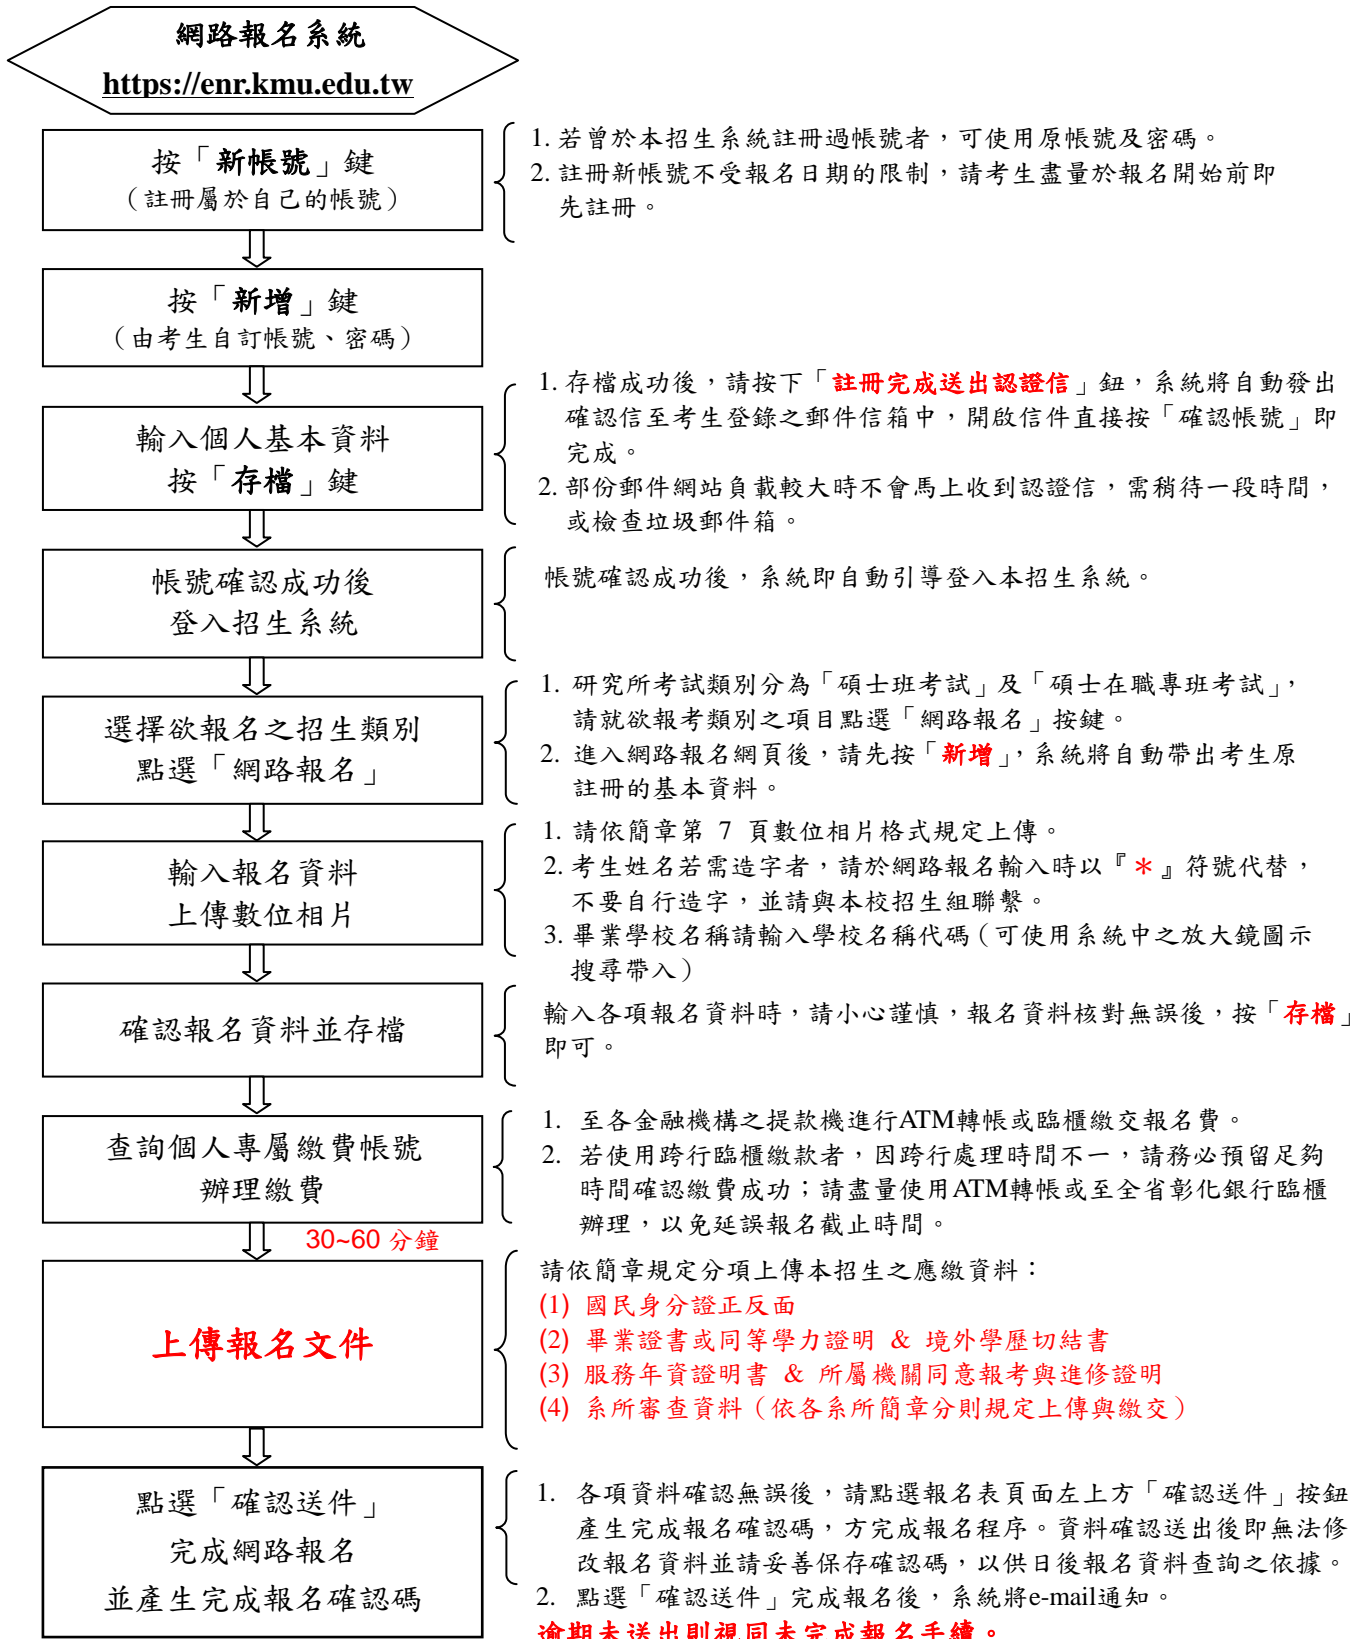 網路報名系統
https://enr.kmu.edu.tw
按「新帳號」鍵
（註冊屬於自己的帳號）
1. 若曾於本招生系統註冊過帳號者，可使用原帳號及密碼。
2. 註冊新帳號不受報名日期的限制，請考生盡量於報名開始前即
先註冊。
按「新增」鍵
（由考生自訂帳號、密碼）
輸入個人基本資料
按「存檔」鍵
1. 存檔成功後，請按下「註冊完成送出認證信」鈕，系統將自動發出
確認信至考生登錄之郵件信箱中，開啟信件直接按「確認帳號」即
完成。
2. 部份郵件網站負載較大時不會馬上收到認證信，需稍待一段時間，
或檢查垃圾郵件箱。
帳號確認成功後
登入招生系統
帳號確認成功後，系統即自動引導登入本招生系統。
選擇欲報名之招生類別
點選「網路報名」
1. 研究所考試類別分為「碩士班考試」及「碩士在職專班考試」，
請就欲報考類別之項目點選「網路報名」按鍵。
2. 進入網路報名網頁後，請先按「新增」，系統將自動帶出考生原
註冊的基本資料。
輸入報名資料
上傳數位相片
1. 請依簡章第 7 頁數位相片格式規定上傳。
2. 考生姓名若需造字者，請於網路報名輸入時以『＊』符號代替，
不要自行造字，並請與本校招生組聯繫。
3. 畢業學校名稱請輸入學校名稱代碼（可使用系統中之放大鏡圖示
搜尋帶入）
確認報名資料並存檔
輸入各項報名資料時，請小心謹慎，報名資料核對無誤後，按「存檔」
即可。
查詢個人專屬繳費帳號
辦理繳費
1. 至各金融機構之提款機進行ATM轉帳或臨櫃繳交報名費。
2. 若使用跨行臨櫃繳款者，因跨行處理時間不一，請務必預留足夠
時間確認繳費成功；請盡量使用ATM轉帳或至全省彰化銀行臨櫃
辦理，以免延誤報名截止時間。
30~60 分鐘
上傳報名文件
請依簡章規定分項上傳本招生之應繳資料：
(1) 國民身分證正反面
(2) 畢業證書或同等學力證明 & 境外學歷切結書
(3) 服務年資證明書 & 所屬機關同意報考與進修證明
(4) 系所審查資料（依各系所簡章分則規定上傳與繳交）
點選「確認送件」
完成網路報名
並產生完成報名確認碼
1. 各項資料確認無誤後，請點選報名表頁面左上方「確認送件」按鈕
產生完成報名確認碼，方完成報名程序。資料確認送出後即無法修
改報名資料並請妥善保存確認碼，以供日後報名資料查詢之依據。
2. 點選「確認送件」完成報名後，系統將e-mail通知。
逾期未送出則視同未完成報名手續。